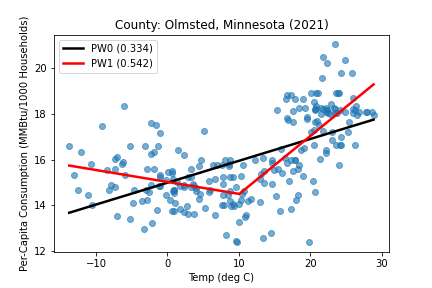 County: Olmsted, Minnesota (2021)
PW0 (0.334)
PW1 (0.542)
Per-Capita Consumption (MMBtu/1000 Households)
20
18
16
14
12
−10
0
10
20
30
Temp (deg C)